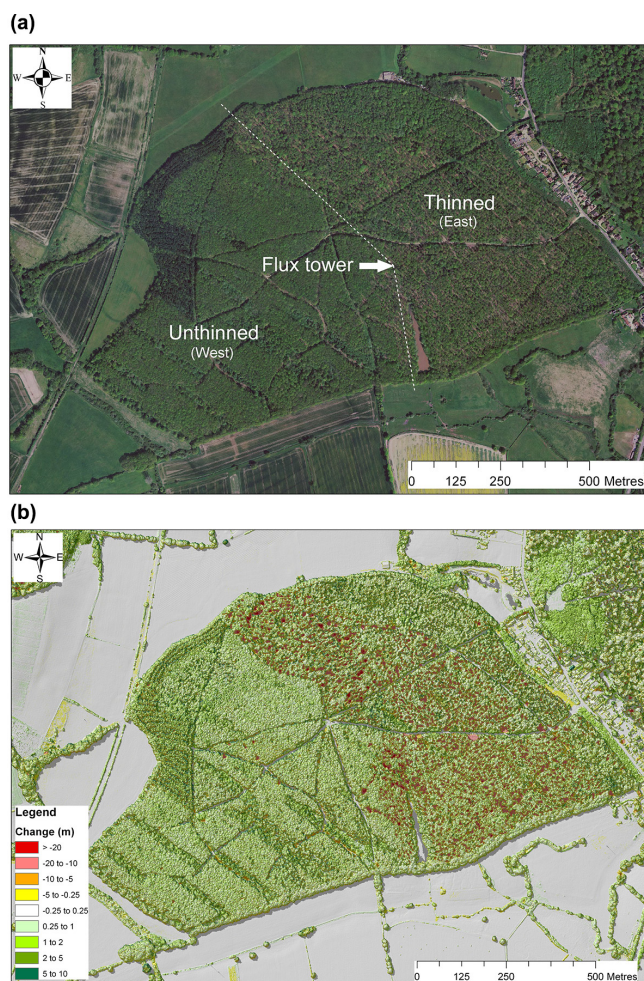 (a)
N
W E
S
Thinned
(East)
Flux tower
Unthinned
(West)
0 125 250 500 Metres
(b)
N
W E
S
Legend
Change (m)
> -20
-20 to -10
-10 to -5
-5 to -0.25
-0.25 to 0.25
0.25 to 1
1 to 2
2 to 5
5 to 10
0 125 250 500 Metres